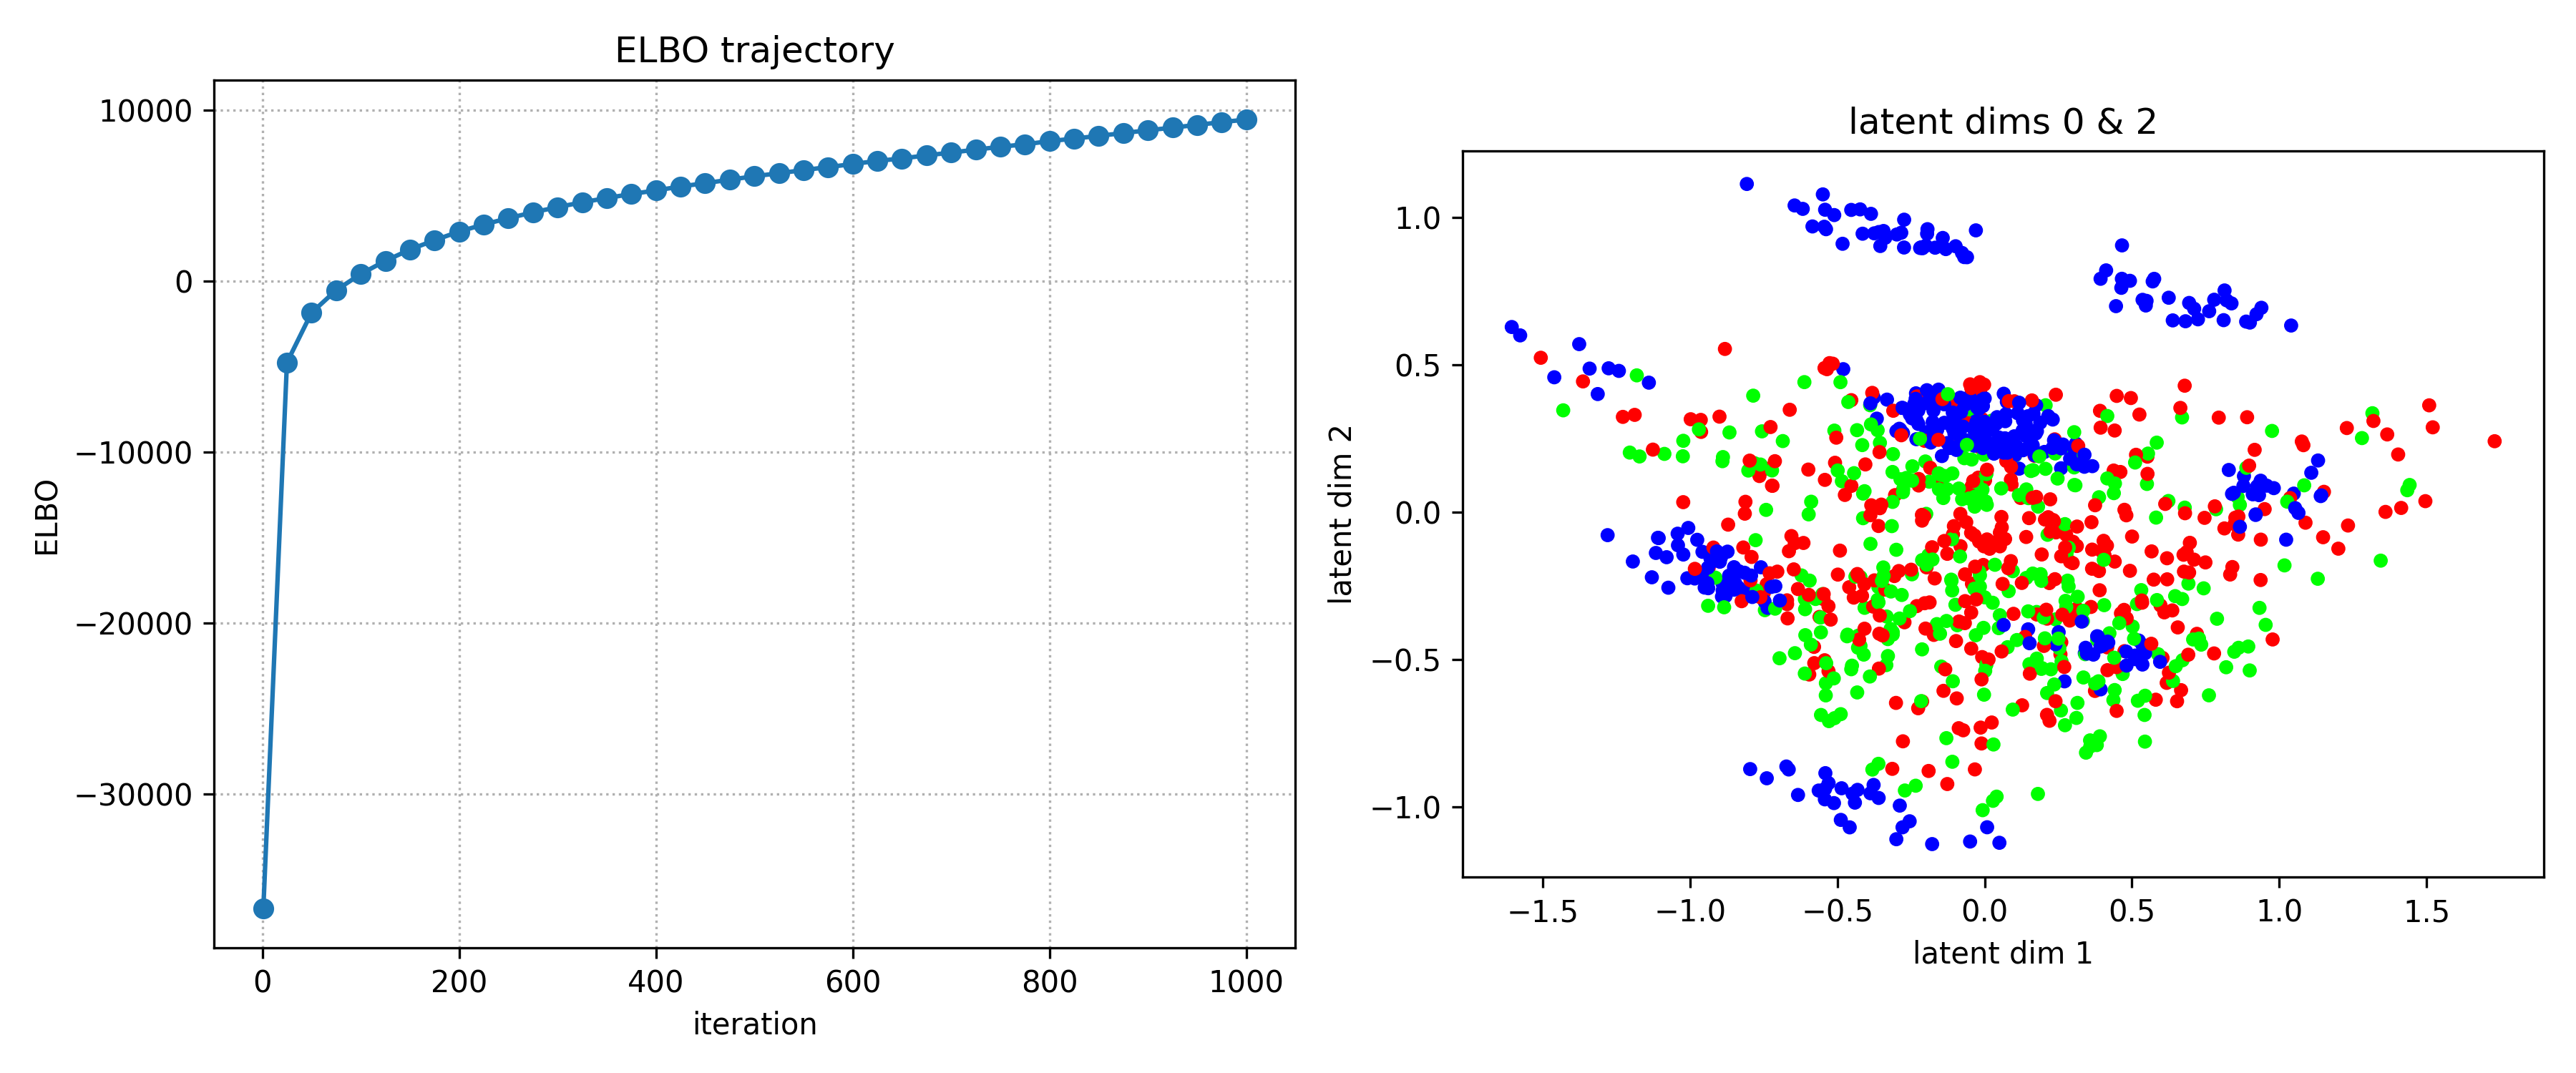 ELBO trajectory
10000
0
−10000
−20000
−30000
ELBO
0 200 400 600 800 1000
iteration
latent dims 0 & 2
1.0
0.5
0.0
−0.5
−1.0
latent dim 2
−1.5 −1.0 −0.5 0.0 0.5 1.0 1.5
latent dim 1